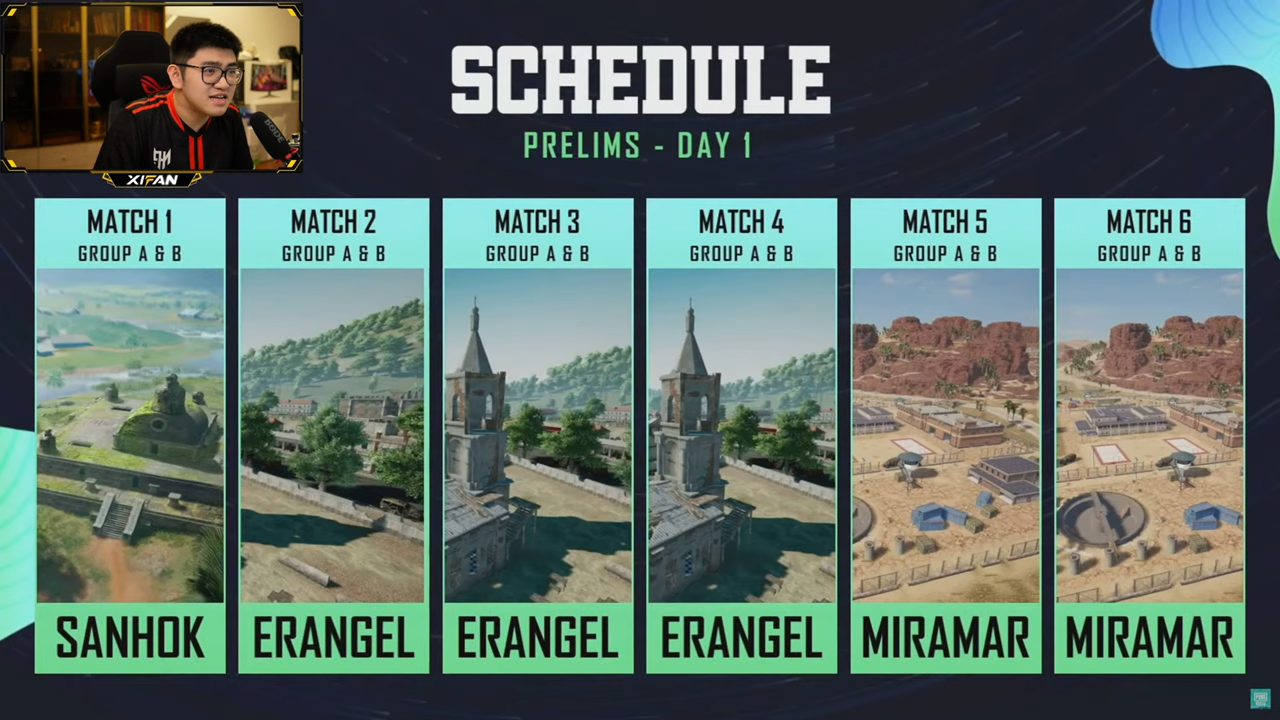 SCHEDULE
PRELIMS - DAY 1
XIFAN
MATCH 1
GROUP A & B
SANHOK
MATCH 2
GROUP A & B
ERANGEL
MATCH 3
GROUP A & B
ERANGEL
MATCH 4
GROUP A & B
ERANGEL
MATCH 5
GROUP A & B
MIRAMAR
MATCH 6
GROUP A & B
MIRAMAR